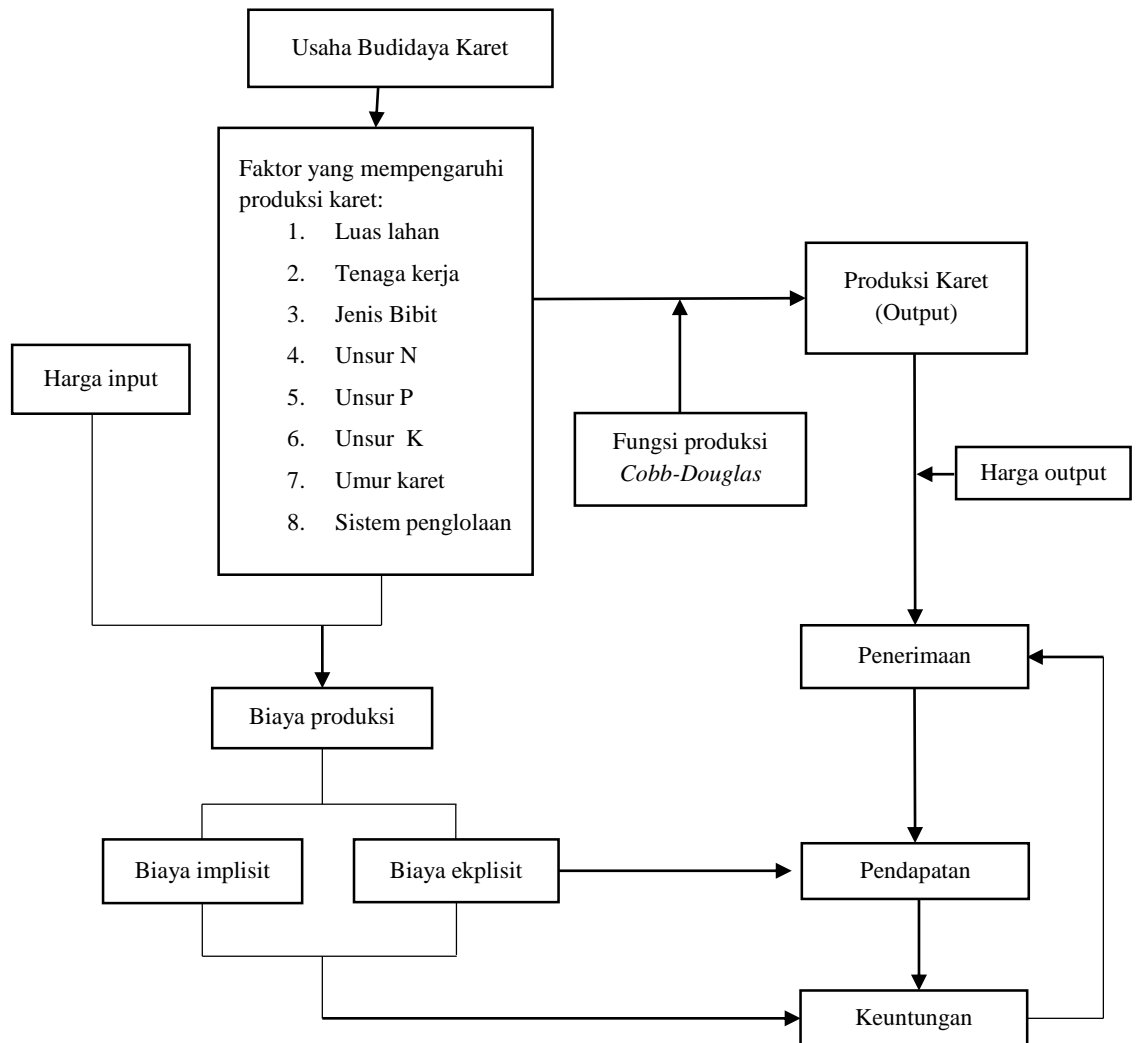 Usaha Budidaya Karet
Faktor yang mempengaruhi
produksi karet:
1. Luas lahan
2. Tenaga kerja
3. Jenis Bibit
4. Unsur N
5. Unsur P
6. Unsur K
7. Umur karet
8. Sistem penglolaan
Produksi Karet
(Output)
Harga input
Fungsi produksi
Cobb-Douglas
Harga output
Penerimaan
Biaya produksi
Biaya implisit
Biaya ekplisit
Pendapatan
Keuntungan